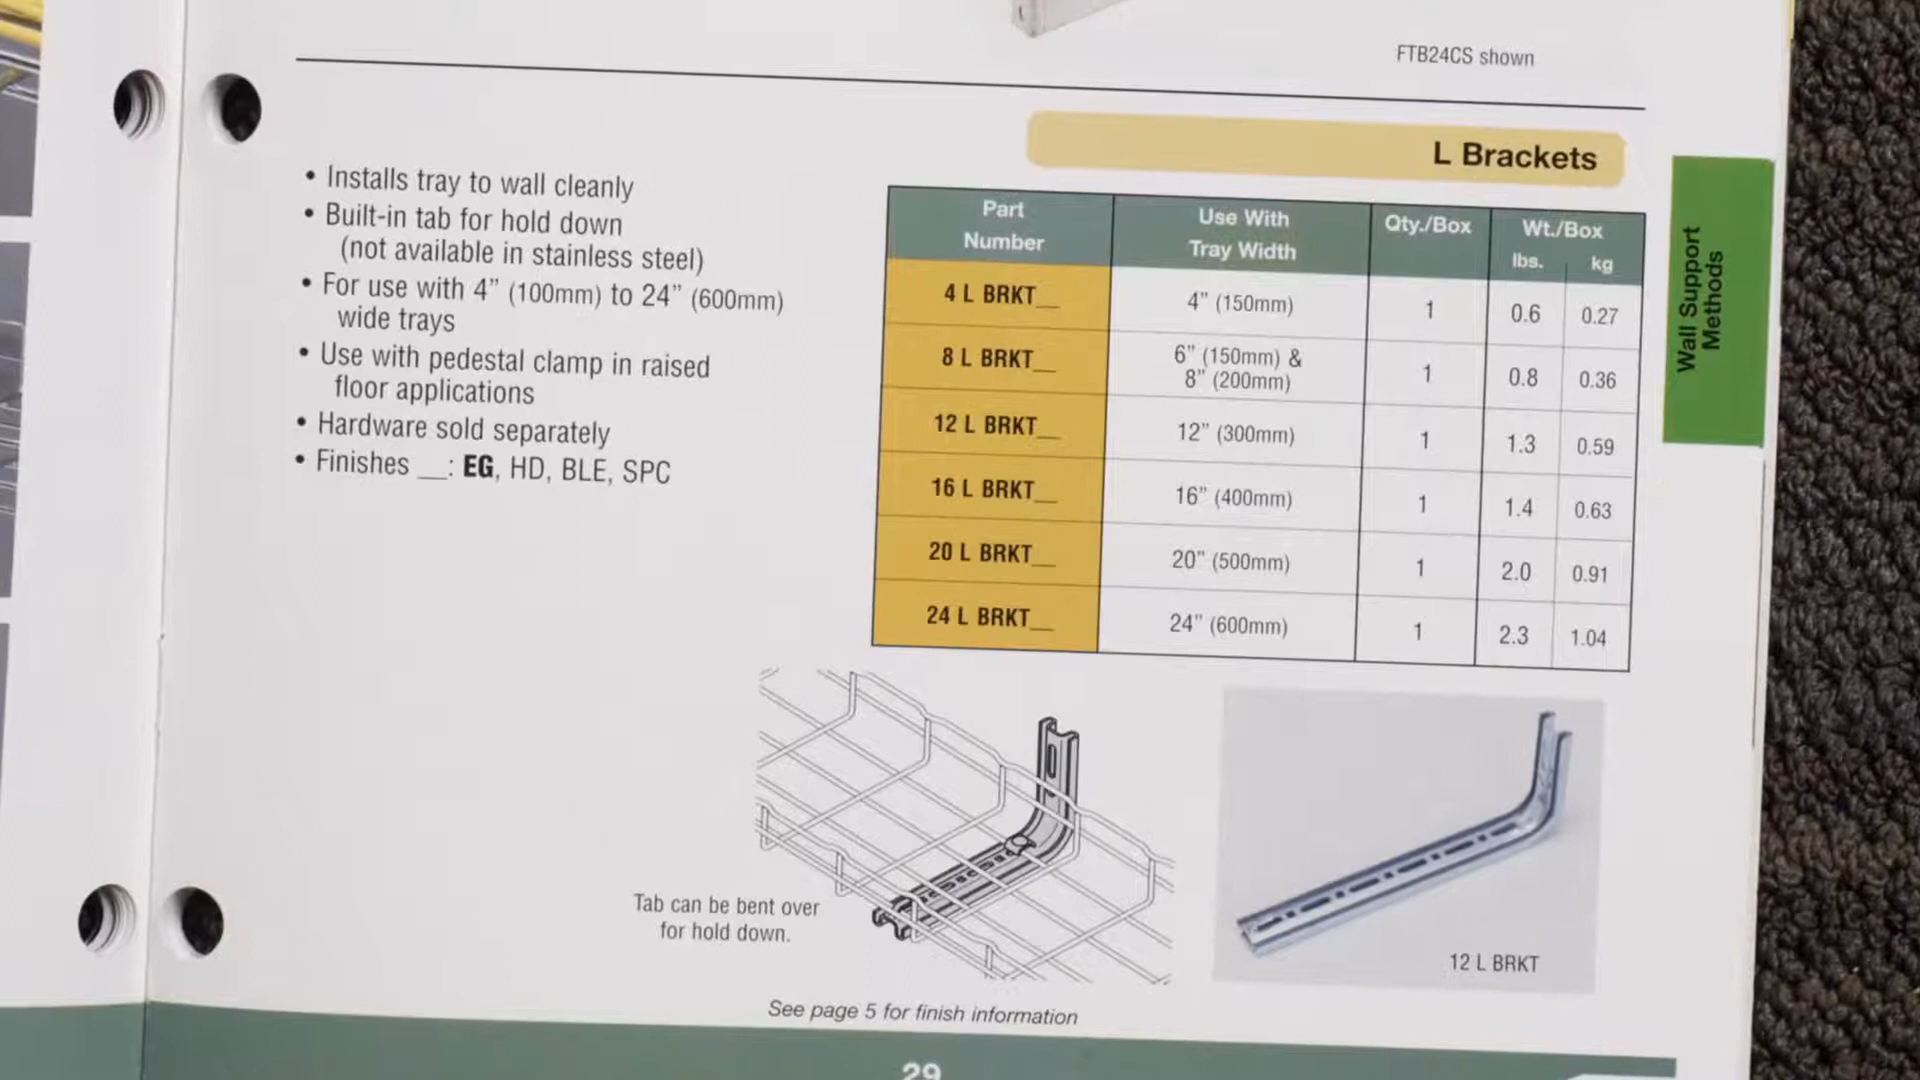 FTB24CS shown
L Brackets
• Installs tray to wall cleanly
• Built-in tab for hold down
(not available in stainless steel)
• For use with 4” (100mm) to 24” (600mm)
wide trays
• Use with pedestal clamp in raised
floor applications
• Hardware sold separately
• Finishes __: EG, HD, BLE, SPC
Part Number Use With Tray Width Qty./Box Wt./Box
lbs. kg
4 L BRKT__ 4” (150mm) 1 0.6 0.27
8 L BRKT__ 6” (150mm) & 8” (200mm) 1 0.8 0.36
12 L BRKT__ 12” (300mm) 1 1.3 0.59
16 L BRKT__ 16” (400mm) 1 1.4 0.63
20 L BRKT__ 20” (500mm) 1 2.0 0.91
24 L BRKT__ 24” (600mm) 1 2.3 1.04
Wall Support
Methods
Tab can be bent over
for hold down.
12 L BRKT
See page 5 for finish information
29